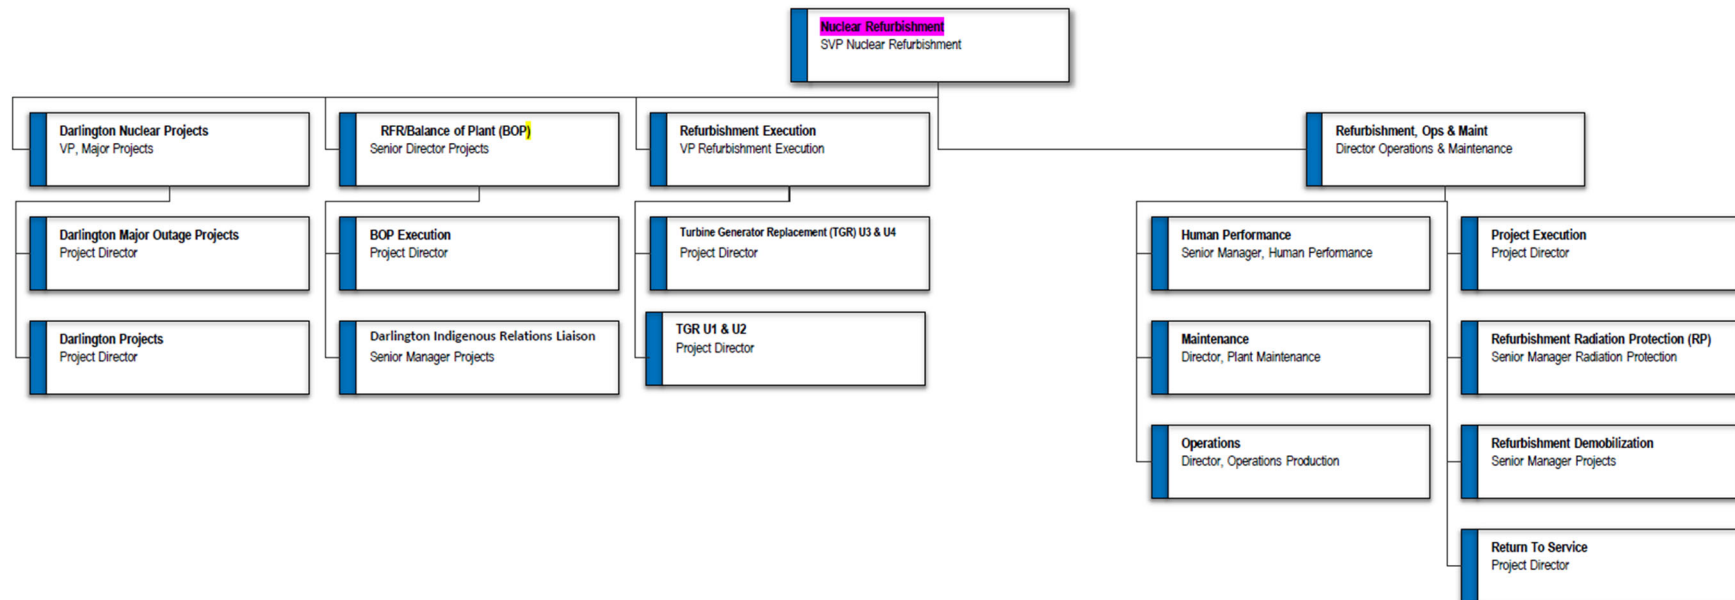 Nuclear Refurbishment
SVP Nuclear Refurbishment
Darlington Nuclear Projects
VP, Major Projects
RFR/Balance of Plant (BOP)
Senior Director Projects
Refurbishment Execution
VP Refurbishment Execution
Refurbishment, Ops & Maint
Director Operations & Maintenance
Darlington Major Outage Projects
Project Director
BOP Execution
Project Director
Turbine Generator Replacement (TGR) U3 & U4
Project Director
Human Performance
Senior Manager, Human Performance
Project Execution
Project Director
Darlington Projects
Project Director
Darlington Indigenous Relations Liaison
Senior Manager Projects
TGR U1 & U2
Project Director
Maintenance
Director, Plant Maintenance
Refurbishment Radiation Protection (RP)
Senior Manager Radiation Protection
Operations
Director, Operations Production
Refurbishment Demobilization
Senior Manager Projects
Return To Service
Project Director